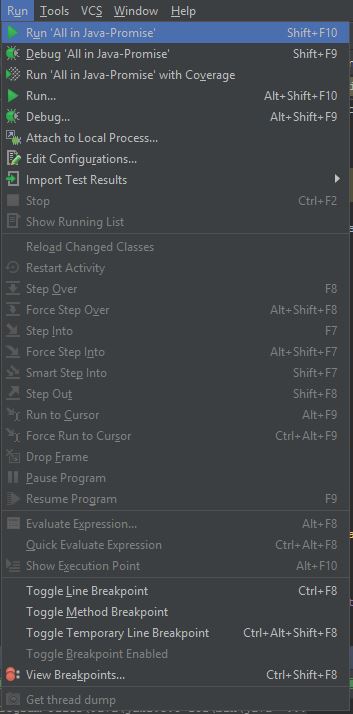 Run Tools VCS Window Help
Run 'All in Java-Promise' Shift+F10
Debug 'All in Java-Promise' Shift+F9
Run 'All in Java-Promise' with Coverage
Run... Alt+Shift+F10
Debug... Alt+Shift+F9
Attach to Local Process...
Edit Configurations...
Import Test Results
Stop Ctrl+F2
Show Running List
Reload Changed Classes
Restart Activity
Step Over F8
Force Step Over Alt+Shift+F8
Step Into F7
Force Step Into Alt+Shift+F7
Smart Step Into Shift+F7
Step Out Shift+F8
Run to Cursor Alt+F9
Force Run to Cursor Ctrl+Alt+F9
Drop Frame
Pause Program
Resume Program F9
Evaluate Expression... Alt+F8
Quick Evaluate Expression Ctrl+Alt+F8
Show Execution Point Alt+F10
Toggle Line Breakpoint Ctrl+F8
Toggle Method Breakpoint
Toggle Temporary Line Breakpoint Ctrl+Alt+Shift+F8
Toggle Breakpoint Enabled
View Breakpoints... Ctrl+Shift+F8
Get thread dump